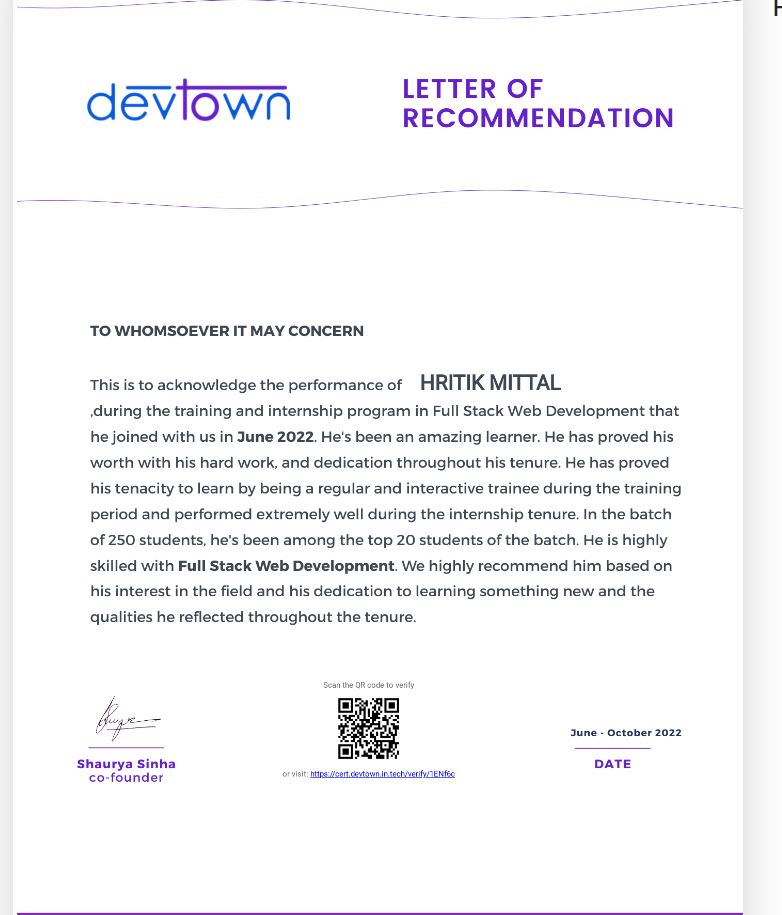 devtown
LETTER OF
RECOMMENDATION
TO WHOMSOEVER IT MAY CONCERN
This is to acknowledge the performance of HRITIK MITTAL
,during the training and internship program in Full Stack Web Development that
he joined with us in June 2022. He's been an amazing learner. He has proved his
worth with his hard work, and dedication throughout his tenure. He has proved
his tenacity to learn by being a regular and interactive trainee during the training
period and performed extremely well during the internship tenure. In the batch
of 250 students, he's been among the top 20 students of the batch. He is highly
skilled with Full Stack Web Development. We highly recommend him based on
his interest in the field and his dedication to learning something new and the
qualities he reflected throughout the tenure.
Scan the QR code to verify
or visit: https://cert.devtown.in.tech/verify/1ENf6c
Shaurya Sinha
co-founder
June - October 2022
DATE